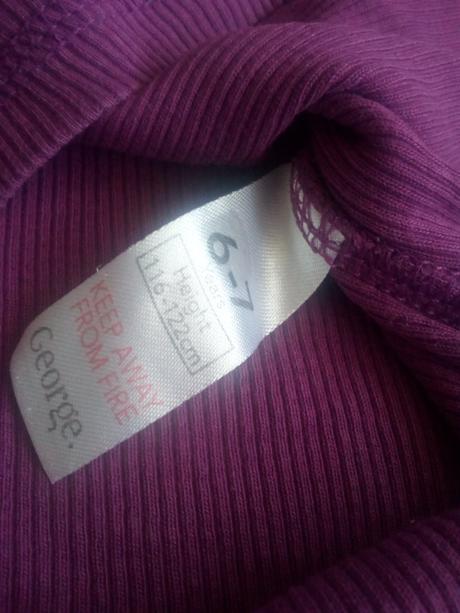 6-7
Years
Height
116-122cm
KEEP AWAY
FROM FIRE
George.